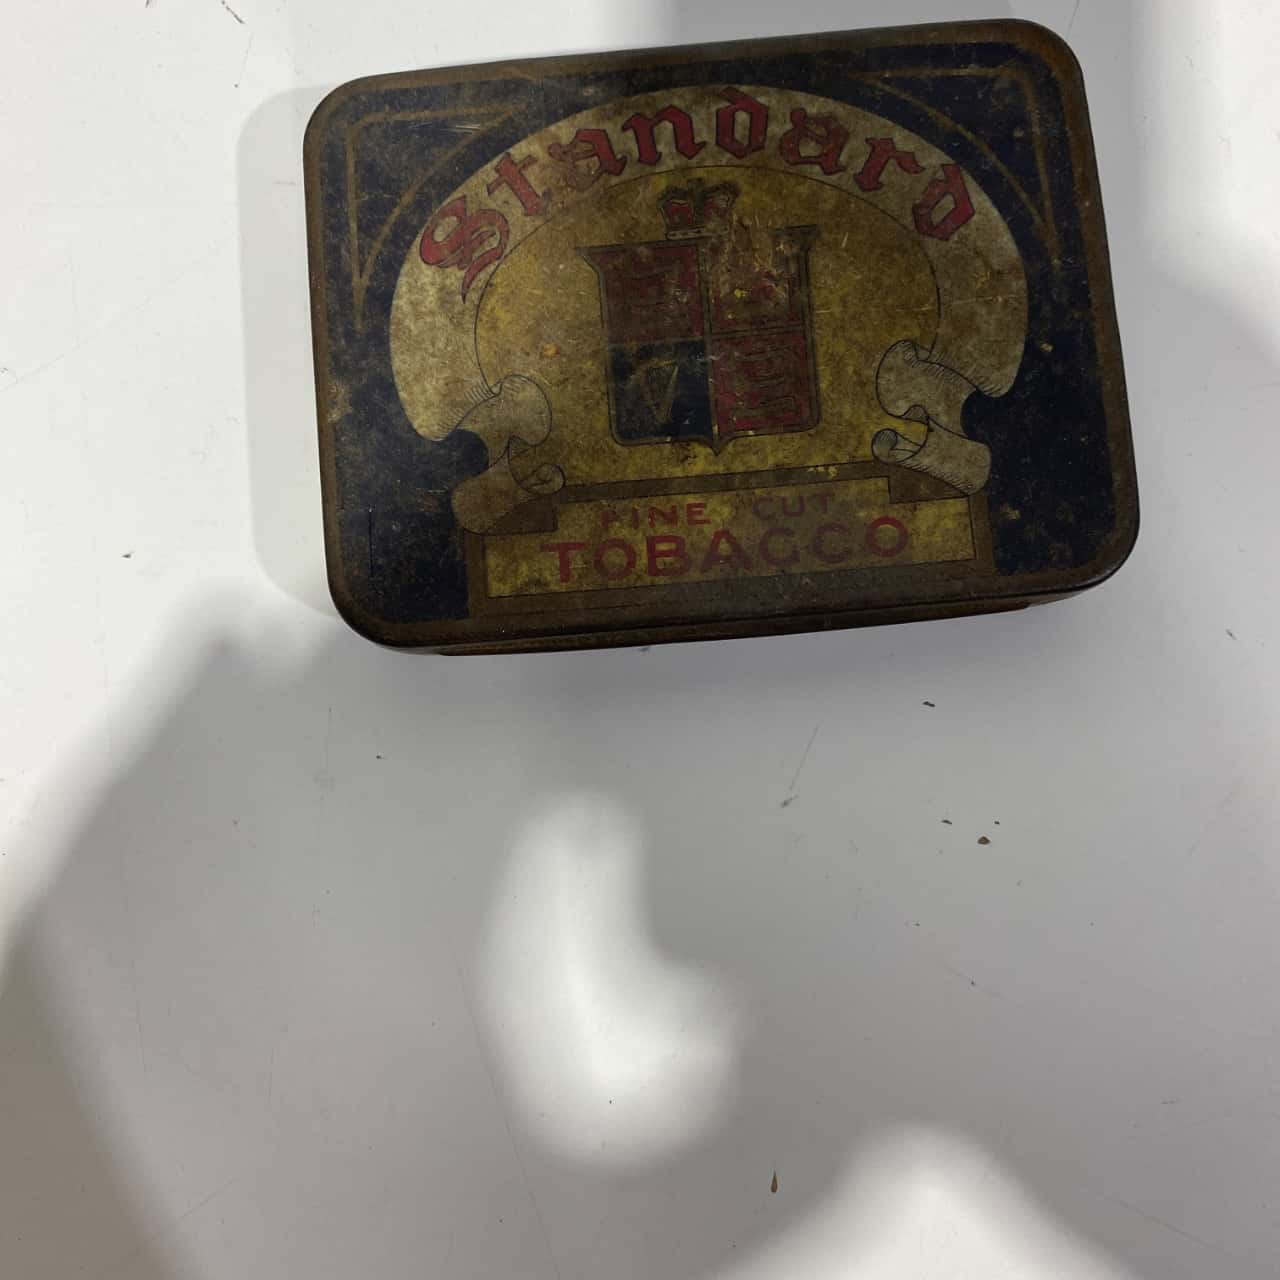 Standard
FINE CUT
TOBACCO